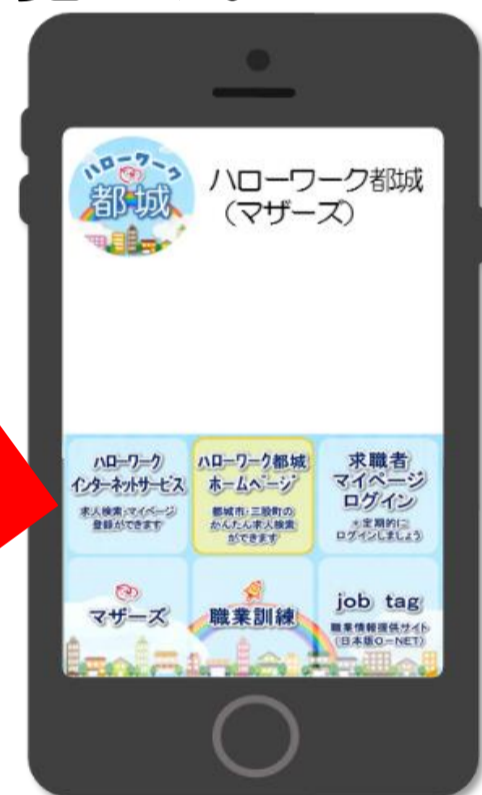 ハローワーク
都城
ハローワーク都城
（マザーズ）
ハローワーク
インターネットサービス
求人検索・マイページ
登録ができます
ハローワーク都城
ホームページ
都城市・三股町の
かんたん求人検索
ができます
求職者
マイページ
ログイン
＊定期的に
ログインしましょう
マザーズ
職業訓練
job tag
職業情報提供サイト
（日本版O-NET）